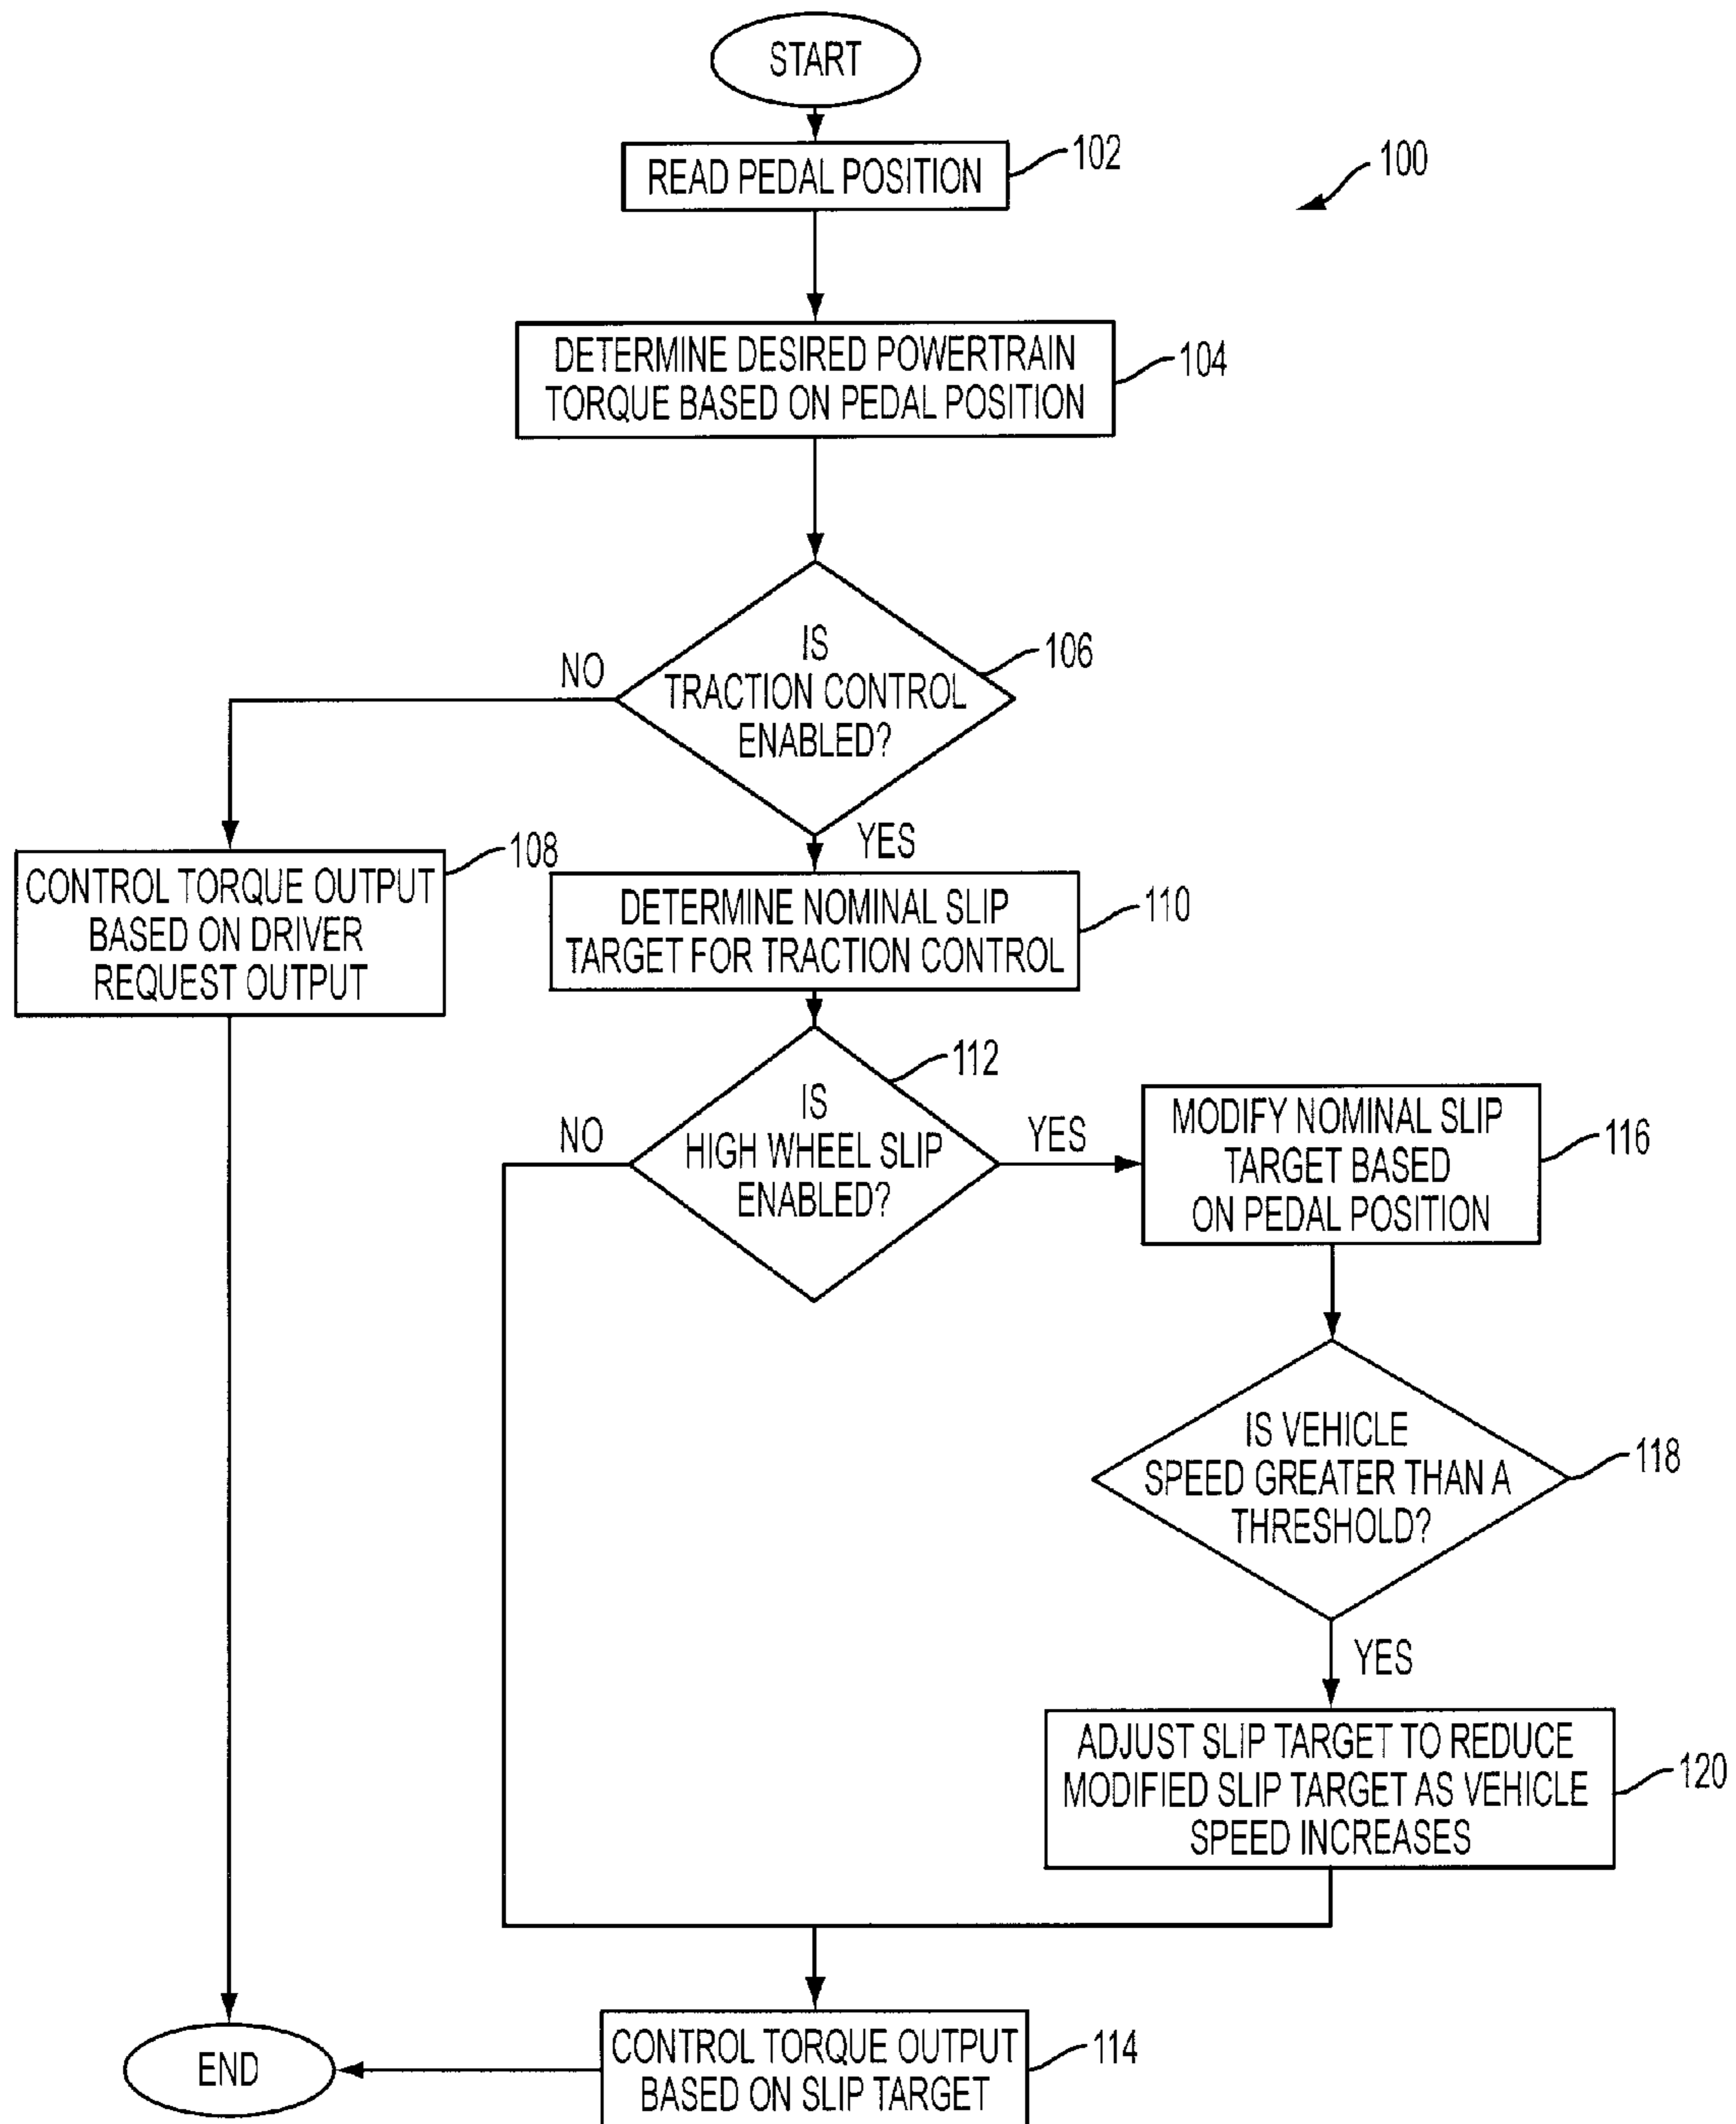 START
READ PEDAL POSITION
102
100
DETERMINE DESIRED POWERTRAIN
TORQUE BASED ON PEDAL POSITION
104
IS
TRACTION CONTROL
ENABLED?
106
NO
YES
CONTROL TORQUE OUTPUT
BASED ON DRIVER
REQUEST OUTPUT
108
DETERMINE NOMINAL SLIP
TARGET FOR TRACTION CONTROL
110
IS
HIGH WHEEL SLIP
ENABLED?
112
NO
YES
MODIFY NOMINAL SLIP
TARGET BASED
ON PEDAL POSITION
116
IS VEHICLE
SPEED GREATER THAN A
THRESHOLD?
118
YES
ADJUST SLIP TARGET TO REDUCE
MODIFIED SLIP TARGET AS VEHICLE
SPEED INCREASES
120
CONTROL TORQUE OUTPUT
BASED ON SLIP TARGET
114
END